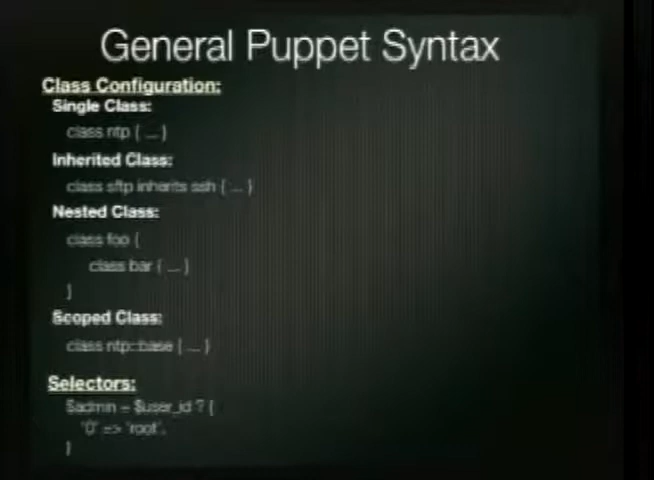 General Puppet Syntax
Class Configuration:
Single Class:
class ntp { ... }
Inherited Class:
class sftp inherits ssh { ... }
Nested Class:
class foo {
class bar { ... }
}
Scoped Class:
class ntp::base { ... }
Selectors:
$admin = $user_id ? {
'0' => 'root',
}